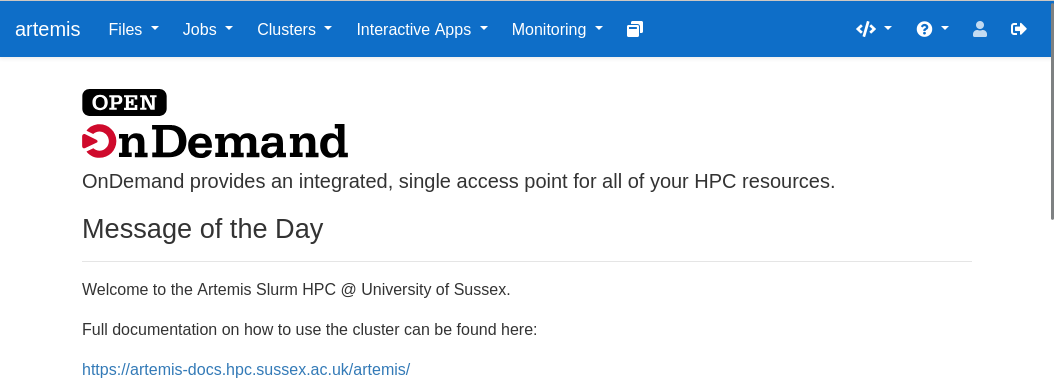 artemis Files Jobs Clusters Interactive Apps Monitoring
OPEN
OnDemand
OnDemand provides an integrated, single access point for all of your HPC resources.
Message of the Day
Welcome to the Artemis Slurm HPC @ University of Sussex.
Full documentation on how to use the cluster can be found here:
https://artemis-docs.hpc.sussex.ac.uk/artemis/